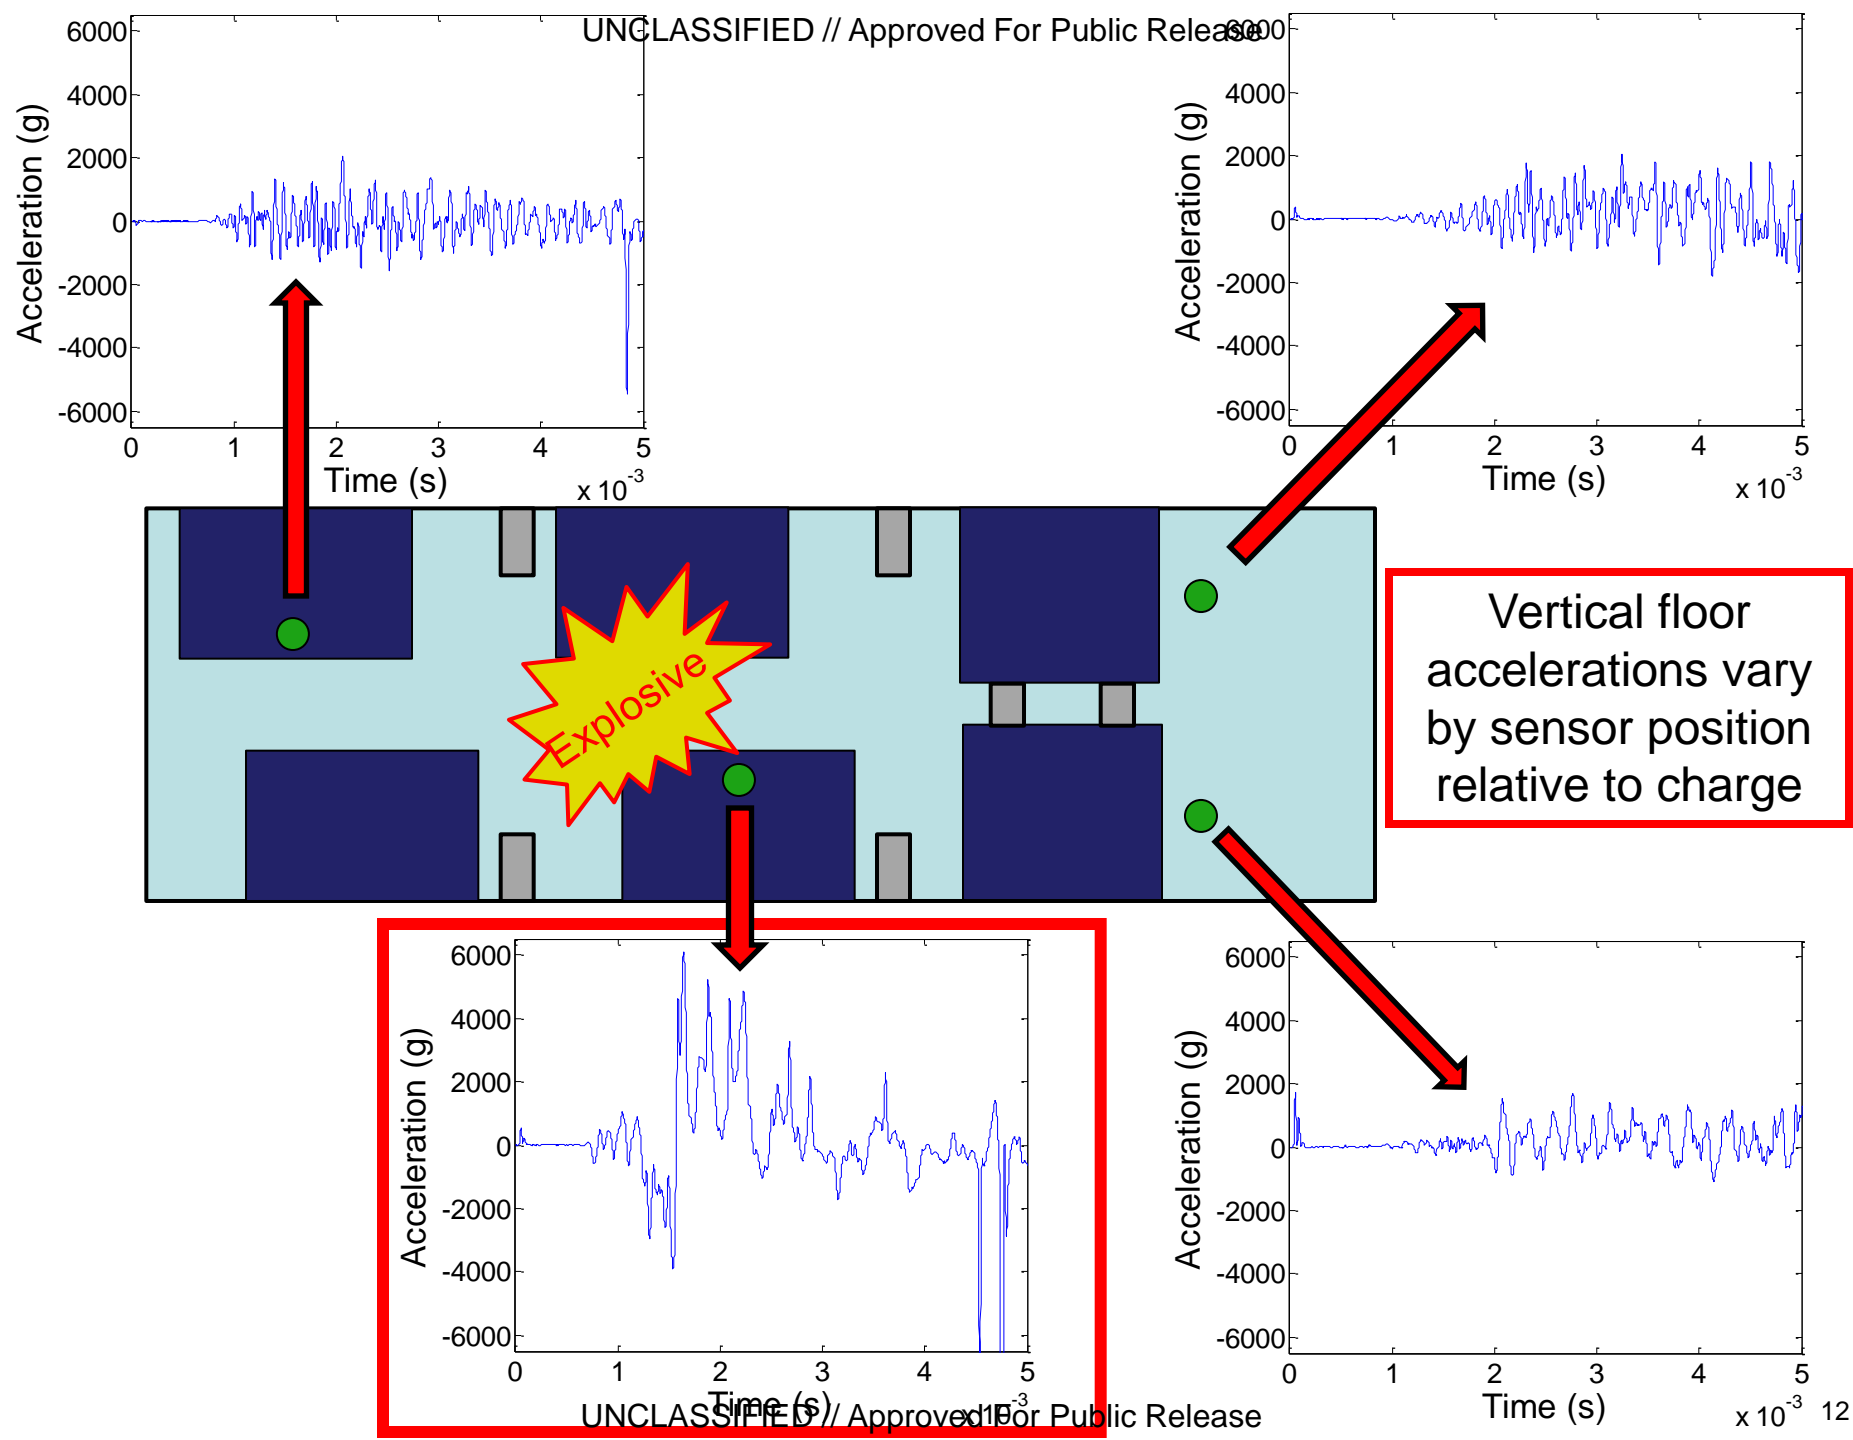 UNCLASSIFIED // Approved For Public Release
6000
4000
2000
0
-2000
-4000
-6000
Acceleration (g)
0 1 2 3 4 5
Time (s)
x 10-3
6000
4000
2000
0
-2000
-4000
-6000
Acceleration (g)
0 1 2 3 4 5
Time (s)
x 10-3
Explosive
Vertical floor
accelerations vary
by sensor position
relative to charge
6000
4000
2000
0
-2000
-4000
-6000
Acceleration (g)
0 1 2 3 4 5
Time (s)
x 10-3
6000
4000
2000
0
-2000
-4000
-6000
Acceleration (g)
0 1 2 3 4 5
Time (s)
x 10-3
UNCLASSIFIED // Approved For Public Release
12